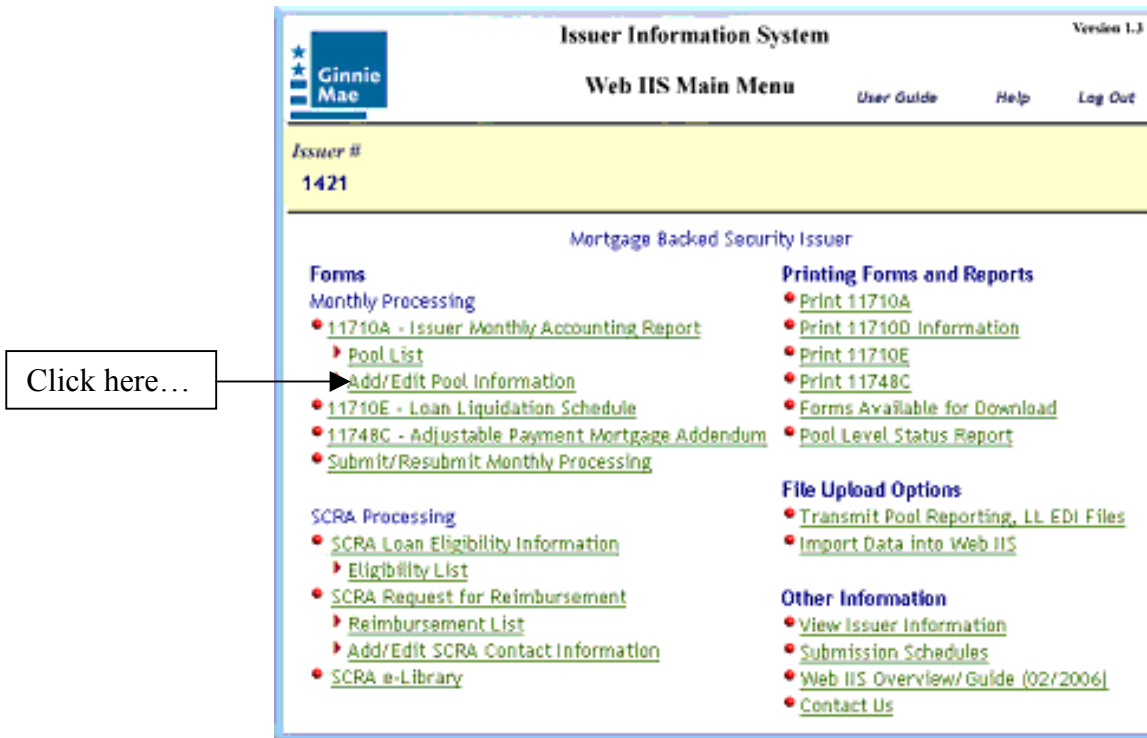 Issuer Information System
Version 1.3
Ginnie Mae
Web IIS Main Menu
User Guide
Help
Log Out
Issuer #
1421
Mortgage Backed Security Issuer
Forms
Monthly Processing
11710A - Issuer Monthly Accounting Report
Pool List
Click here…
Add/Edit Pool Information
11710E - Loan Liquidation Schedule
11748C - Adjustable Payment Mortgage Addendum
Submit/Resubmit Monthly Processing
SCRA Processing
SCRA Loan Eligibility Information
Eligibility List
SCRA Request for Reimbursement
Reimbursement List
Add/Edit SCRA Contact Information
SCRA e-Library
Printing Forms and Reports
Print 11710A
Print 11710D Information
Print 11710E
Print 11748C
Forms Available for Download
Pool Level Status Report
File Upload Options
Transmit Pool Reporting, LL EDI Files
Import Data into Web IIS
Other Information
View Issuer Information
Submission Schedules
Web IIS Overview/Guide (02/2006)
Contact Us